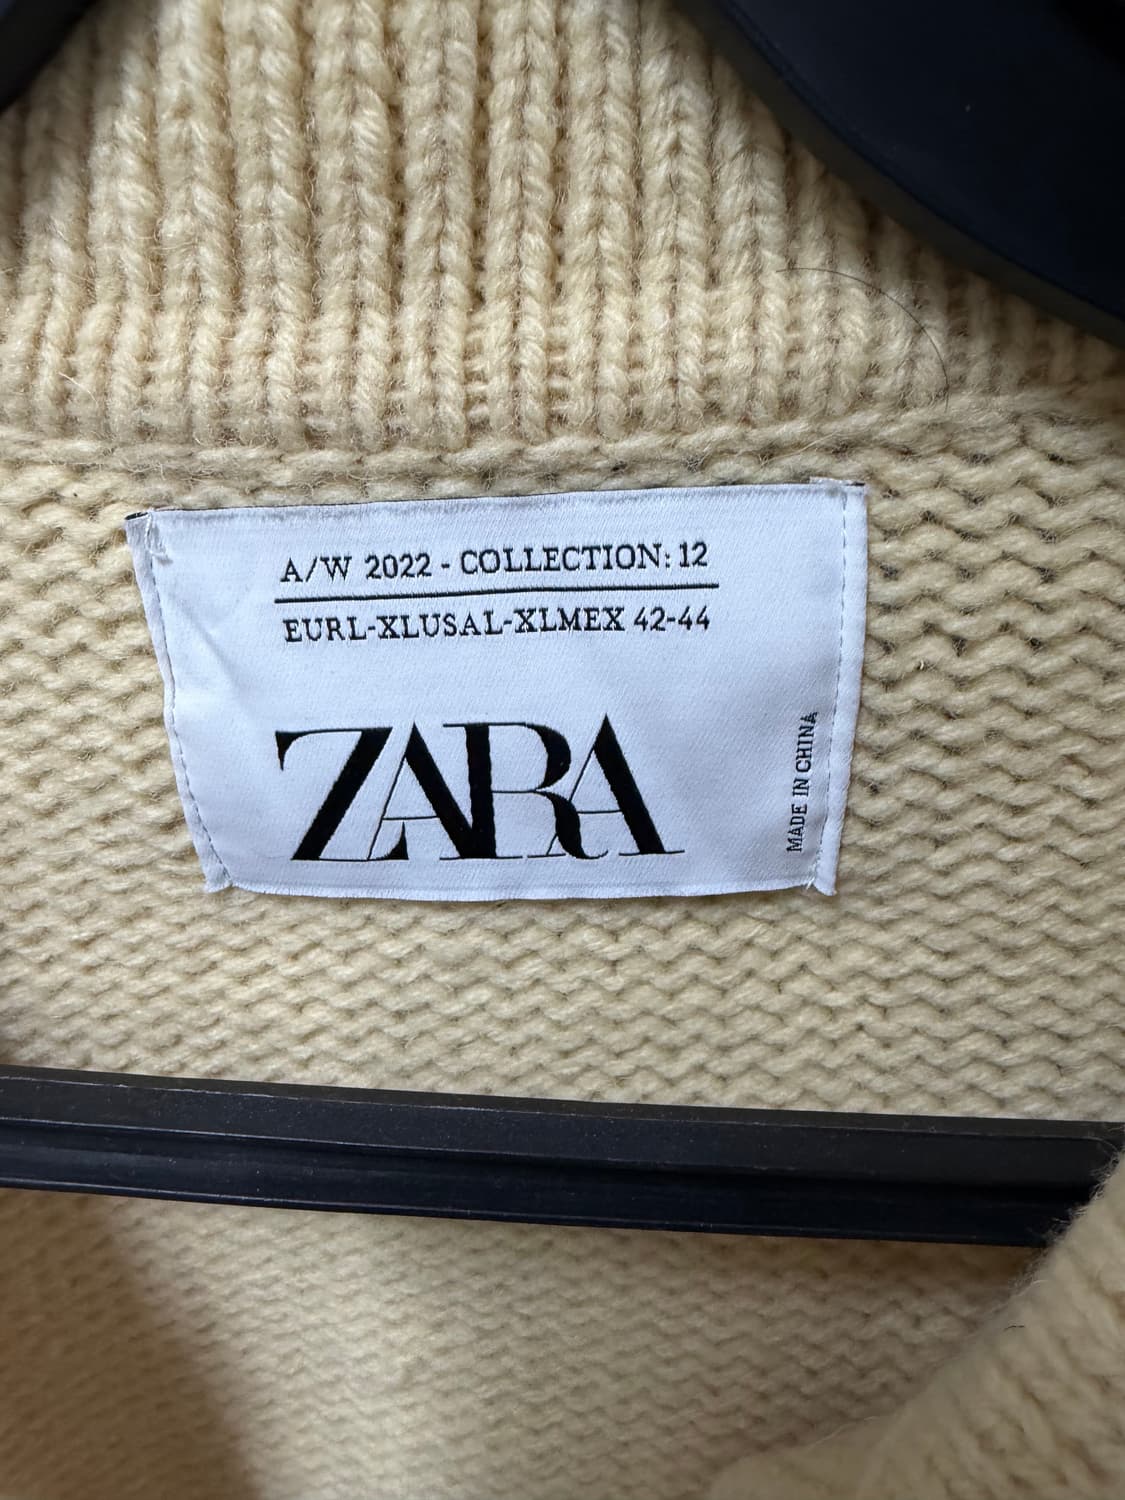 A/W 2022 - COLLECTION: 12
EURL-XLUSAL-XLMEX 42-44
ZARA
MADE IN CHINA